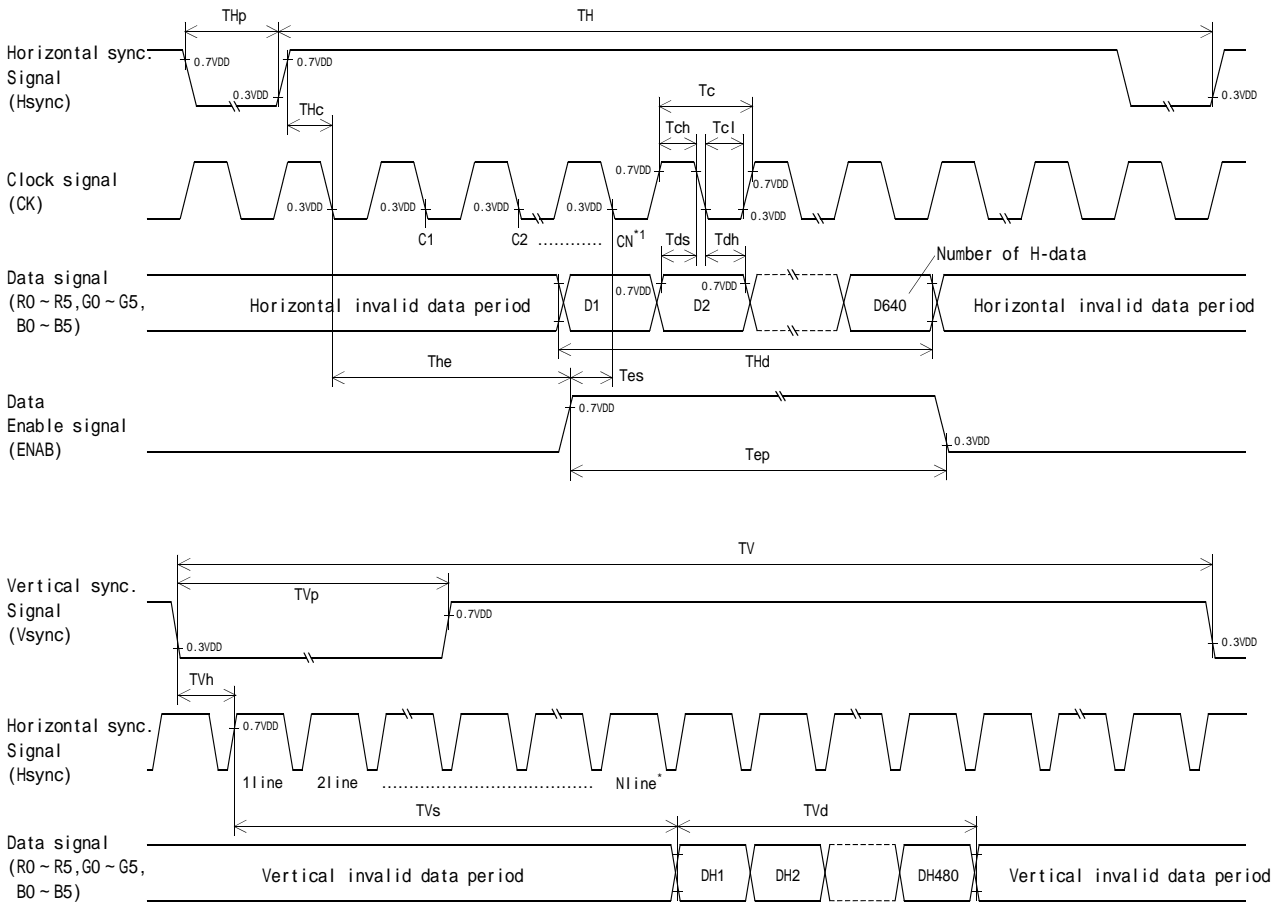 THp
TH
Horizontal sync.
Signal
(Hsync)
0.7VDD
0.7VDD
0.3VDD
0.3VDD
THc
Tc
Tch
Tcl
Clock signal
(CK)
0.7VDD
0.7VDD
0.3VDD
0.3VDD
0.3VDD
0.3VDD
0.3VDD
C1
C2 ............ CN*1
Tds
Tdh
Number of H-data
Data signal
(R0~R5,G0~G5,
B0~B5)
0.7VDD
0.7VDD
Horizontal invalid data period
D1
D2
D640
Horizontal invalid data period
THd
The
Tes
Data
Enable signal
(ENAB)
0.7VDD
0.3VDD
Tep
TV
Vertical sync.
Signal
(Vsync)
TVp
0.7VDD
0.3VDD
0.3VDD
TVh
Horizontal sync.
Signal
(Hsync)
0.7VDD
1line 2line ....................................... Nline*
TVs
TVd
Data signal
(R0~R5,G0~G5,
B0~B5)
Vertical invalid data period
DH1
DH2
DH480
Vertical invalid data period